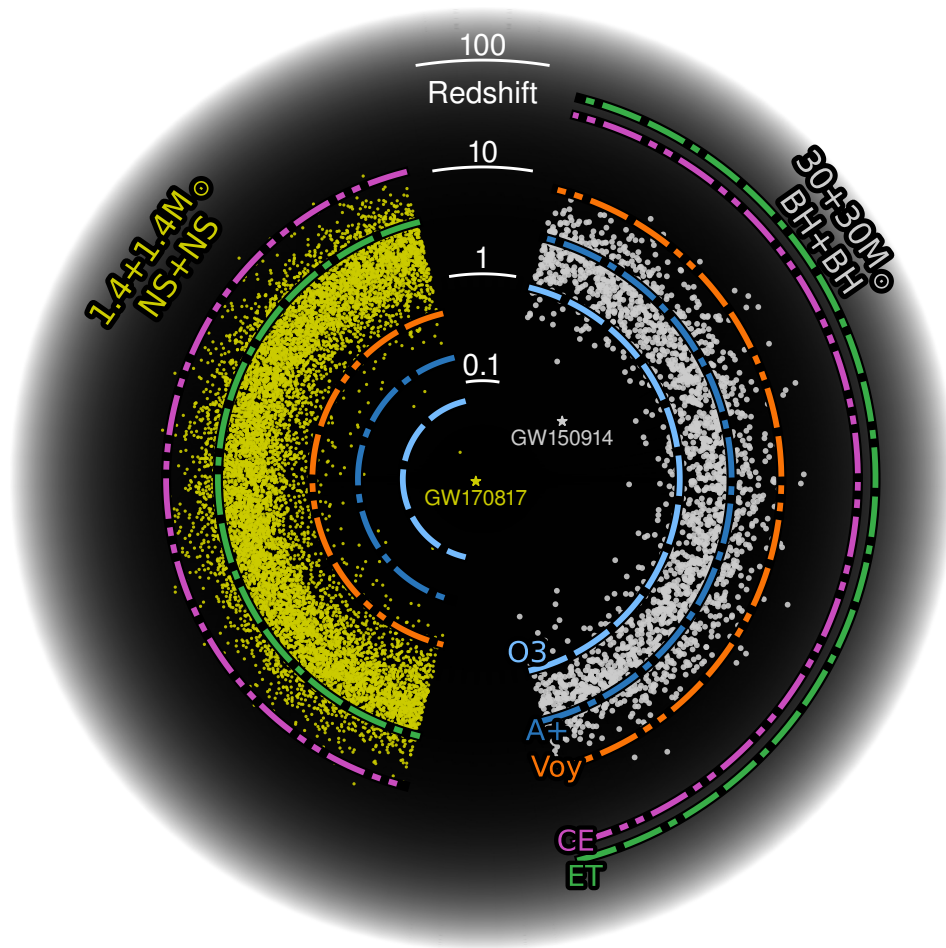 100
Redshift
10
1
0.1
1.4+1.4M⊙
NS+NS
30+30M⊙
BH+BH
GW150914
GW170817
O3
A+
Voy
CE
ET